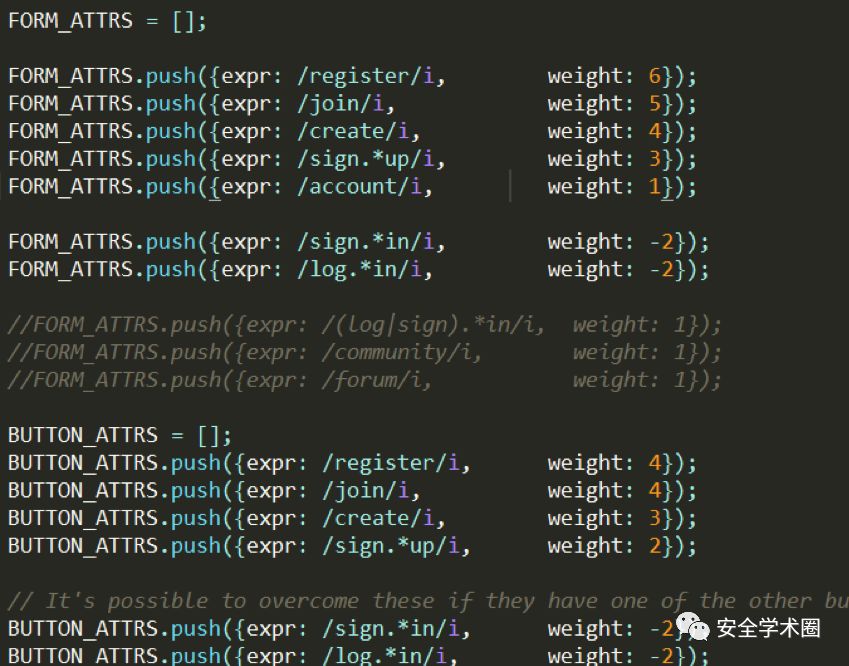 FORM_ATTRS = [];
FORM_ATTRS.push({expr: /register/i, weight: 6});
FORM_ATTRS.push({expr: /join/i, weight: 5});
FORM_ATTRS.push({expr: /create/i, weight: 4});
FORM_ATTRS.push({expr: /sign.*up/i, weight: 3});
FORM_ATTRS.push({expr: /account/i, weight: 1});
FORM_ATTRS.push({expr: /sign.*in/i, weight: -2});
FORM_ATTRS.push({expr: /log.*in/i, weight: -2});
//FORM_ATTRS.push({expr: /(log|sign).*in/i, weight: 1});
//FORM_ATTRS.push({expr: /community/i, weight: 1});
//FORM_ATTRS.push({expr: /forum/i, weight: 1});
BUTTON_ATTRS = [];
BUTTON_ATTRS.push({expr: /register/i, weight: 4});
BUTTON_ATTRS.push({expr: /join/i, weight: 4});
BUTTON_ATTRS.push({expr: /create/i, weight: 3});
BUTTON_ATTRS.push({expr: /sign.*up/i, weight: 2});
// It's possible to overcome these if they have one of the other bu
BUTTON_ATTRS.push({expr: /sign.*in/i, weight: -2});
安全学术圈
BUTTON_ATTRS.push({expr: /log.*in/i, weight: -2});